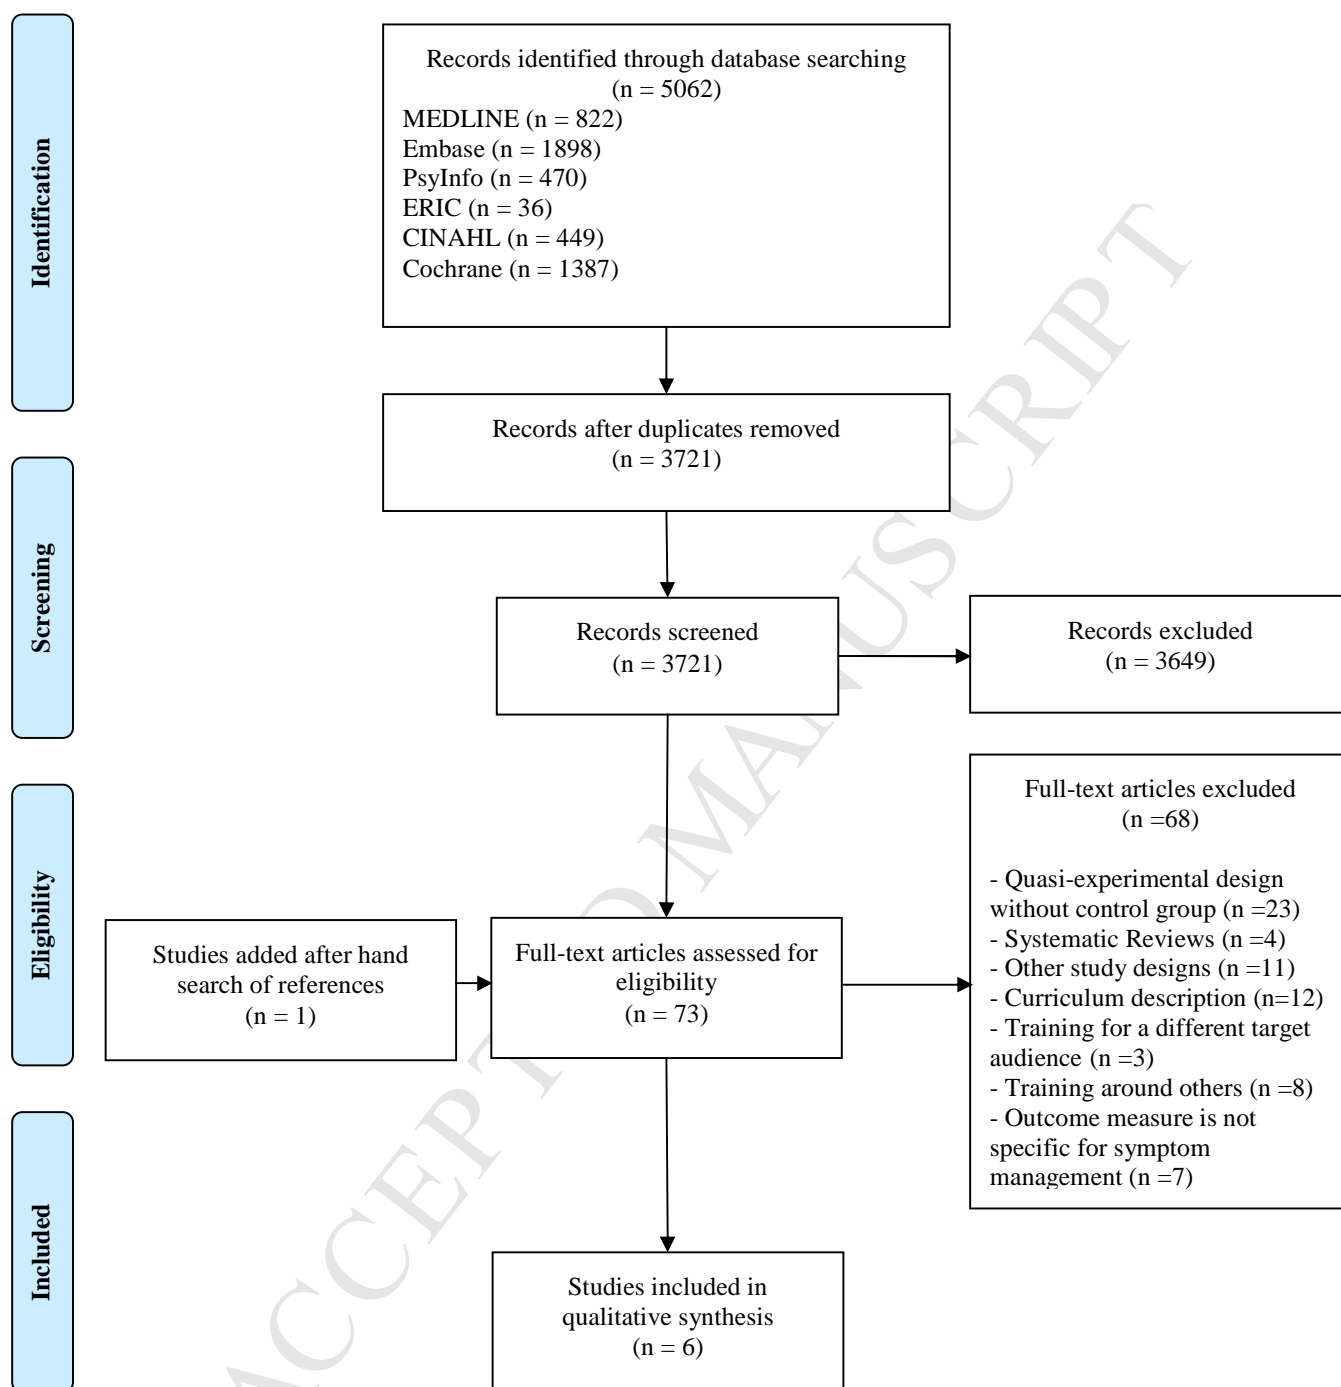 Identification
Records identified through database searching
(n = 5062)
MEDLINE (n = 822)
Embase (n = 1898)
PsyInfo (n = 470)
ERIC (n = 36)
CINAHL (n = 449)
Cochrane (n = 1387)
Records after duplicates removed
(n = 3721)
Screening
Records screened
(n = 3721)
Records excluded
(n = 3649)
Eligibility
Studies added after hand
search of references
(n = 1)
Full-text articles assessed for
eligibility
(n = 73)
Full-text articles excluded
(n =68)
- Quasi-experimental design
without control group (n =23)
- Systematic Reviews (n =4)
- Other study designs (n =11)
- Curriculum description (n=12)
- Training for a different target
audience (n =3)
- Training around others (n =8)
- Outcome measure is not
specific for symptom
management (n =7)
Included
Studies included in
qualitative synthesis
(n = 6)
ACCEPTED MANUSCRIPT